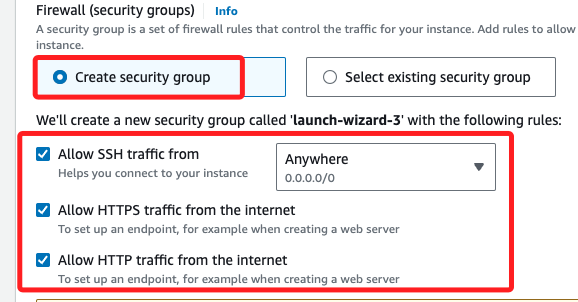 Firewall (security groups) Info
A security group is a set of firewall rules that control the traffic for your instance. Add rules to allow
instance.
Create security group
Select existing security group
We'll create a new security group called 'launch-wizard-3' with the following rules:
Allow SSH traffic from
Helps you connect to your instance
Anywhere
0.0.0.0/0
Allow HTTPS traffic from the internet
To set up an endpoint, for example when creating a web server
Allow HTTP traffic from the internet
To set up an endpoint, for example when creating a web server